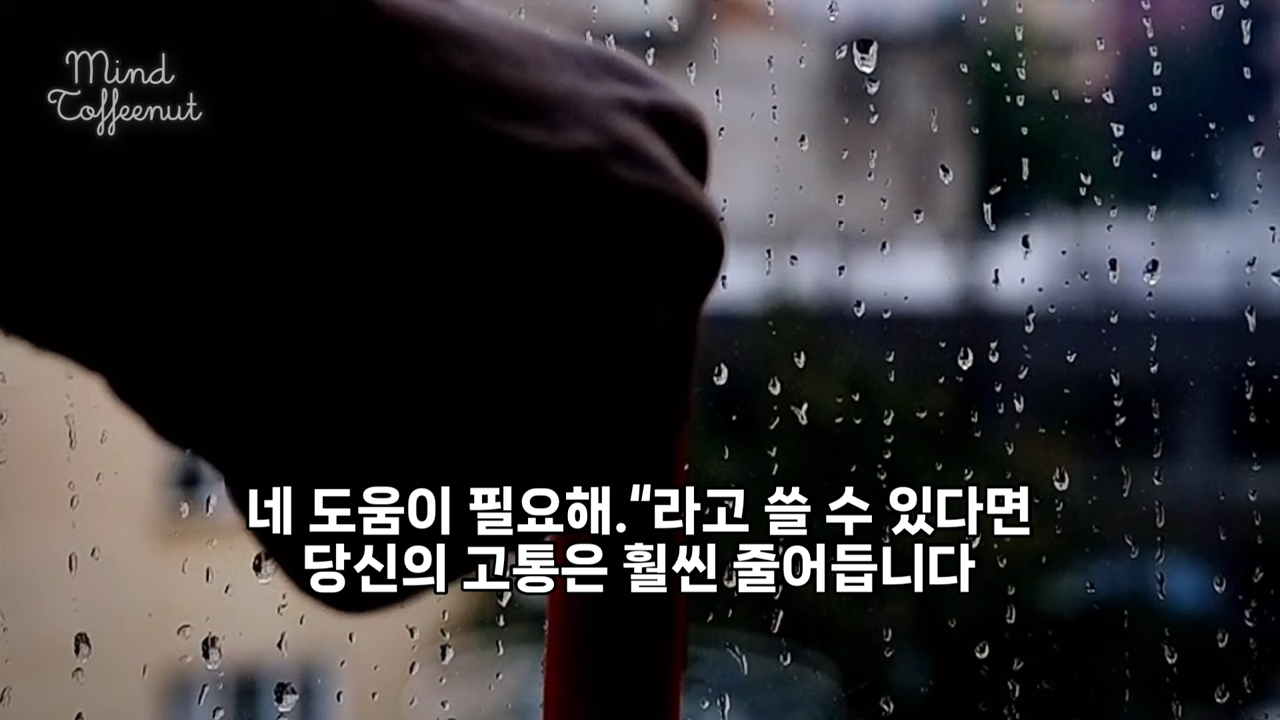 Mind
Toffeenut
네 도움이 필요해."라고 쓸 수 있다면
당신의 고통은 훨씬 줄어듭니다